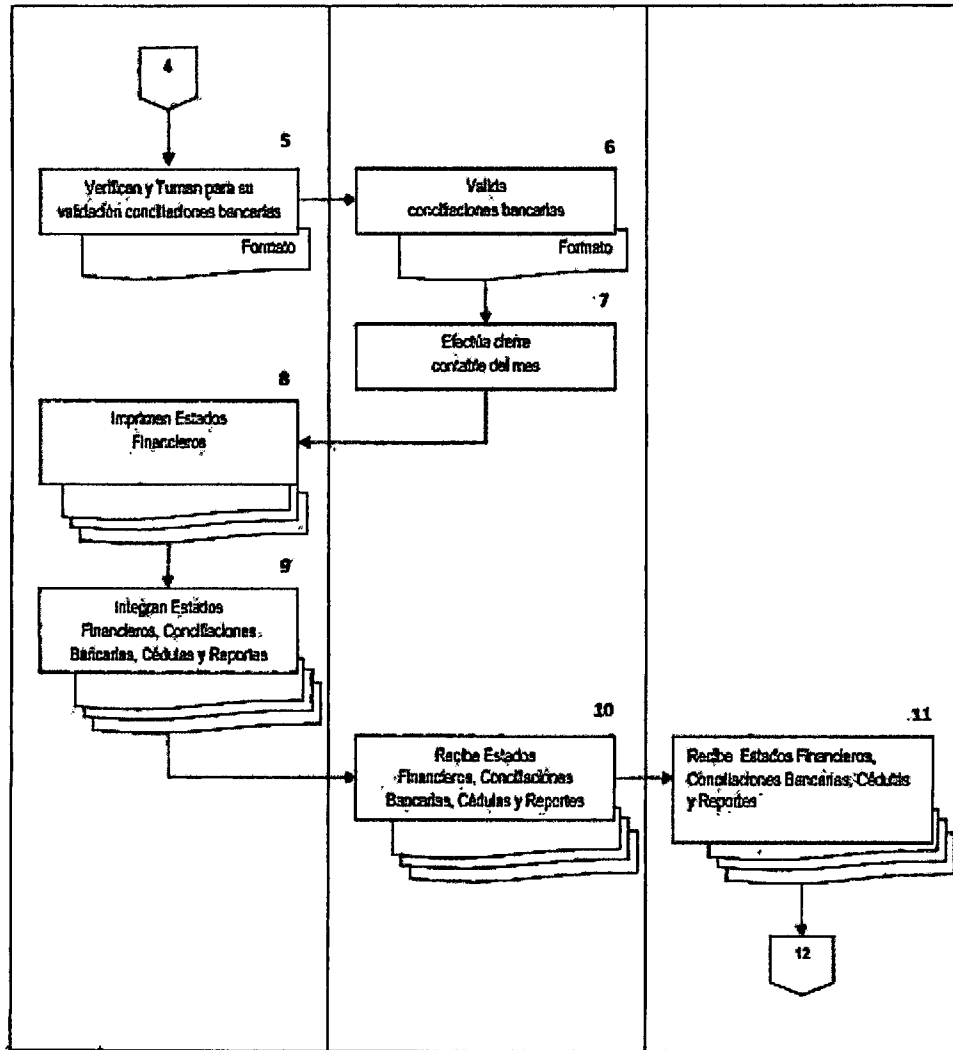 4
5
Verifican y Turnan para su
validación conciliaciones bancarias
Formato
6
Valida
conciliaciones bancarias
Formato
7
Efectúa cierre
contable del mes
8
Imprimen Estados
Financieros
9
Integran Estados
Financieros, Conciliaciones
Bancarias, Cédulas y Reportes
10
Recibe Estados
Financieros, Conciliaciones
Bancarias, Cédulas y Reportes
11
Recibe Estados Financieros,
Conciliaciones Bancarias, Cédulas
y Reportes
12